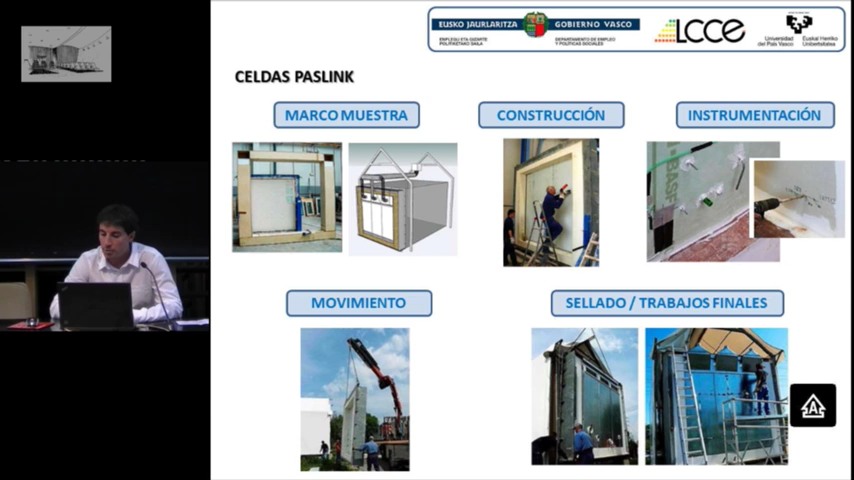 EUSKO JAURLARITZA
GOBIERNO VASCO
ENPLEGU ETA GIZARTE
POLITIKETAKO SAILA
DEPARTAMENTO DE EMPLEO
Y POLÍTICAS SOCIALES
LCCE
Universidad
del País Vasco
Euskal Herriko
Unibertsitatea
CELDAS PASLINK
MARCO MUESTRA
CONSTRUCCIÓN
INSTRUMENTACIÓN
BASF
MOVIMIENTO
SELLADO / TRABAJOS FINALES